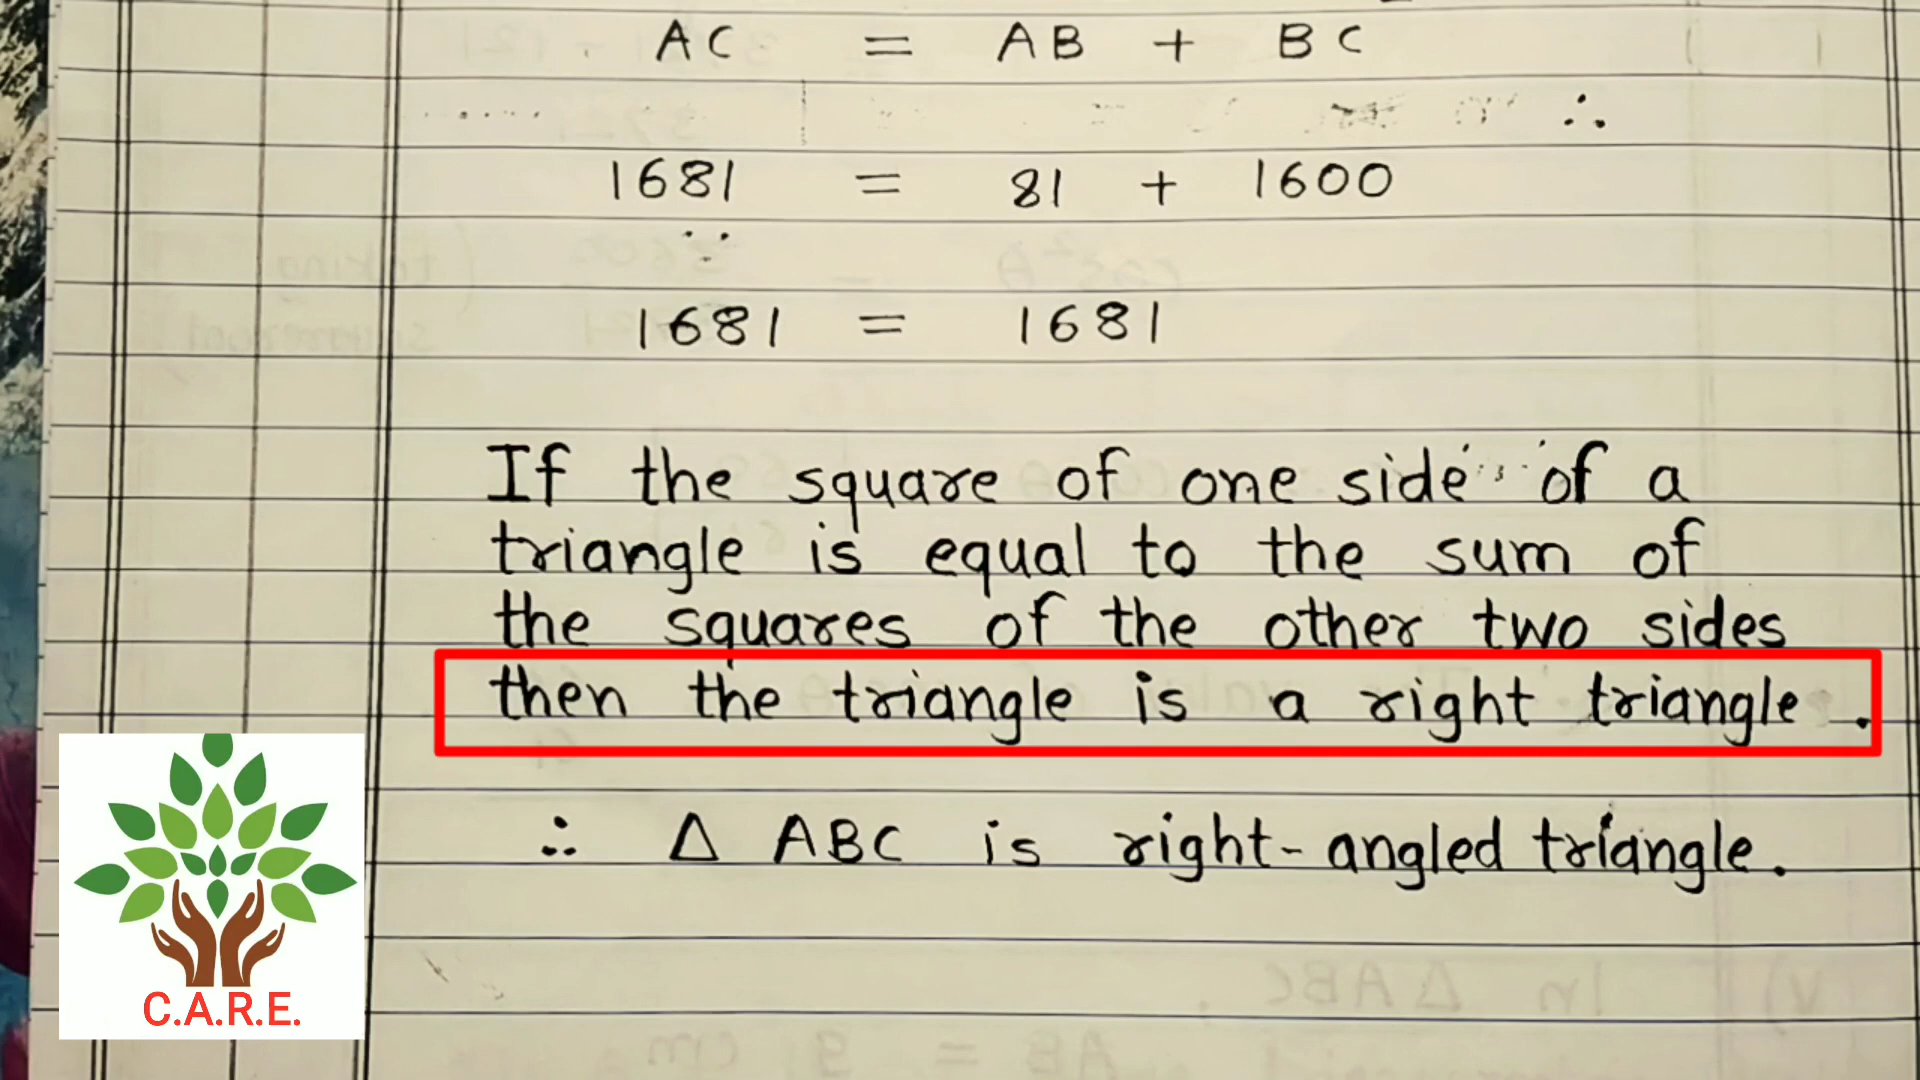 AC = AB + BC
∴
1681 = 81 + 1600
1681 = 1681
If the square of one side of a
triangle is equal to the sum of
the squares of the other two sides
then the triangle is a right triangle.
∴ Δ ABC is right-angled triangle.
C.A.R.E.